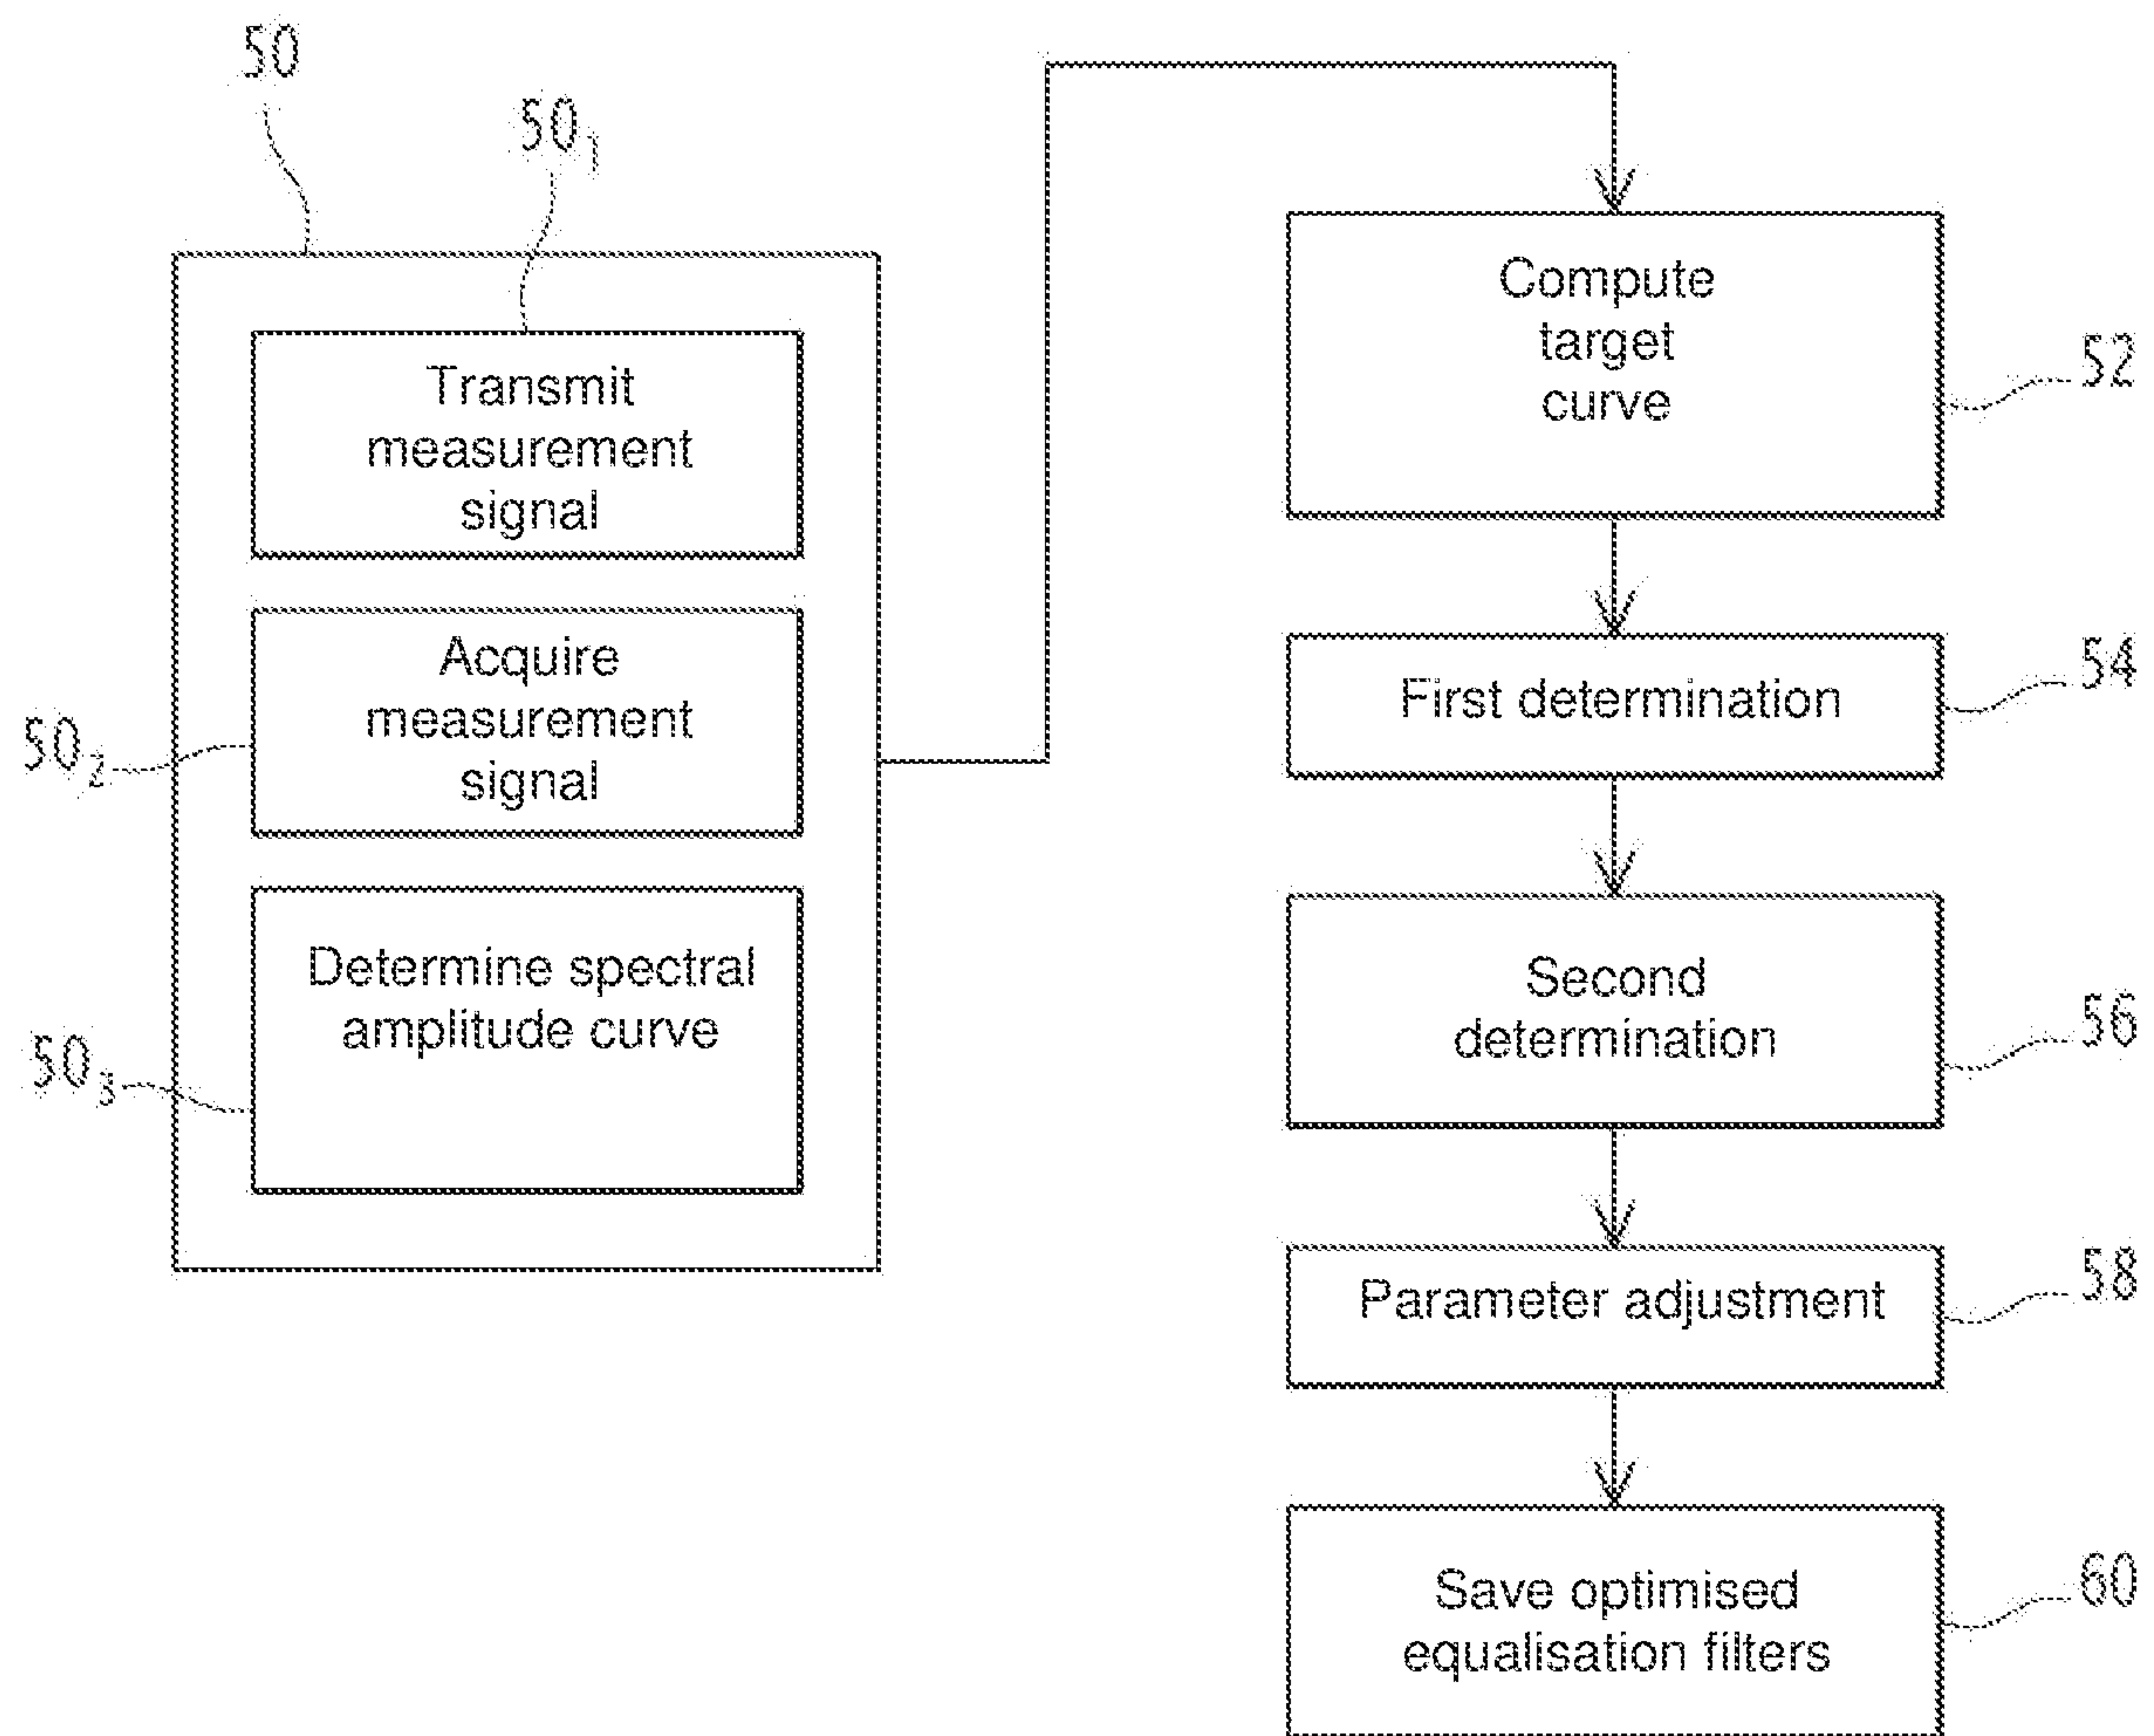 50
50₁
Transmit
measurement
signal
Acquire
measurement
signal
50₂
Determine spectral
amplitude curve
50₃
Compute
target
curve
52
First determination
54
Second
determination
56
Parameter adjustment
58
Save optimised
equalisation filters
60